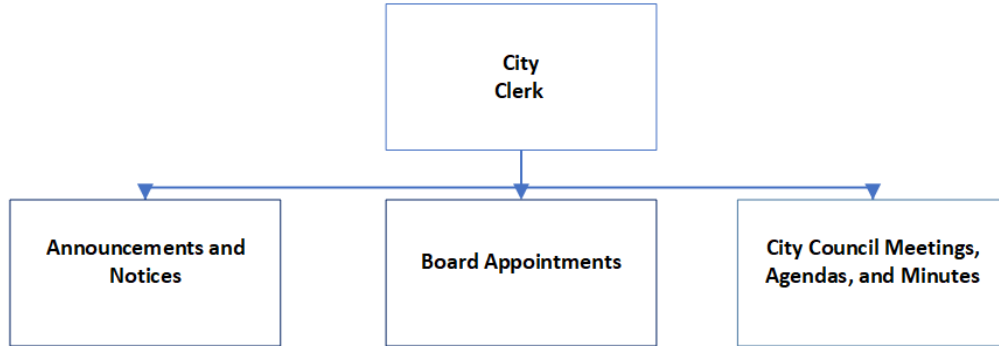 City
Clerk
Announcements and
Notices
Board Appointments
City Council Meetings,
Agendas, and Minutes